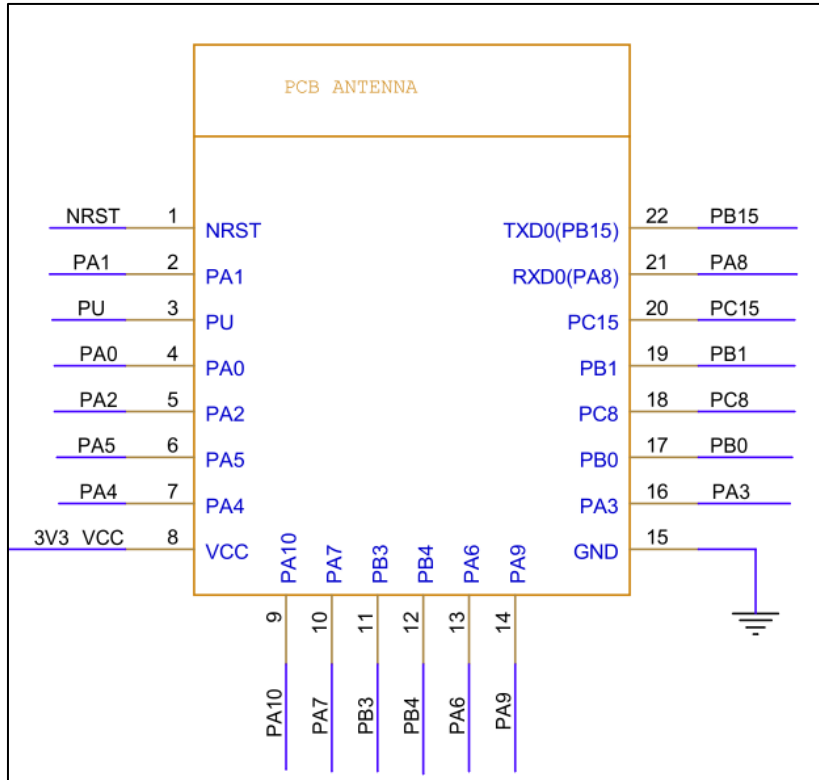 PCB ANTENNA
NRST 1 NRST TXD0(PB15) 22 PB15
PA1 2 PA1 RXD0(PA8) 21 PA8
PU 3 PU PC15 20 PC15
PA0 4 PA0 PB1 19 PB1
PA2 5 PA2 PC8 18 PC8
PA5 6 PA5 PB0 17 PB0
PA4 7 PA4 PA3 16 PA3
3V3 VCC 8 VCC GND 15
PA10 PA7 PB3 PB4 PA6 PA9
9 10 11 12 13 14
PA10 PA7 PB3 PB4 PA6 PA9